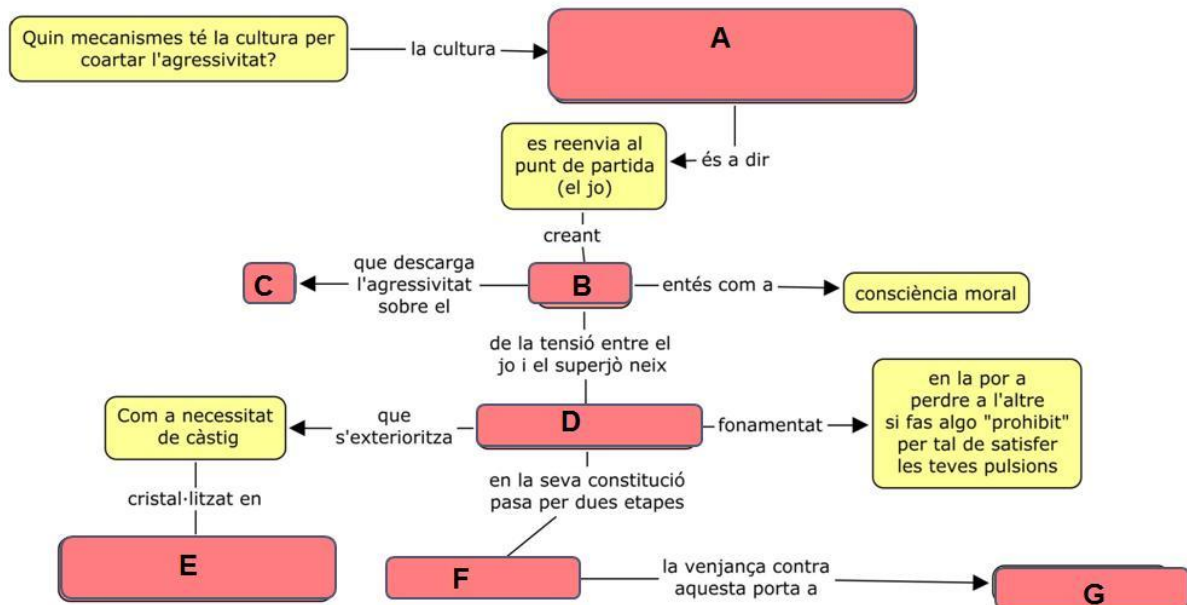 Quin mecanismes té la cultura per
coartar l'agressivitat?
la cultura
A
és a dir
es reenvia al
punt de partida
(el jo)
creant
C
que descarga
l'agressivitat
sobre el
B
entés com a
consciència moral
de la tensió entre el
jo i el superjò neix
Com a necessitat
de càstig
que
s'exterioritza
D
fonamentat
en la por a
perdre a l'altre
si fas algo "prohibit"
per tal de satisfer
les teves pulsions
cristal·litzat en
E
en la seva constitució
pasa per dues etapes
F
la venjança contra
aquesta porta a
G